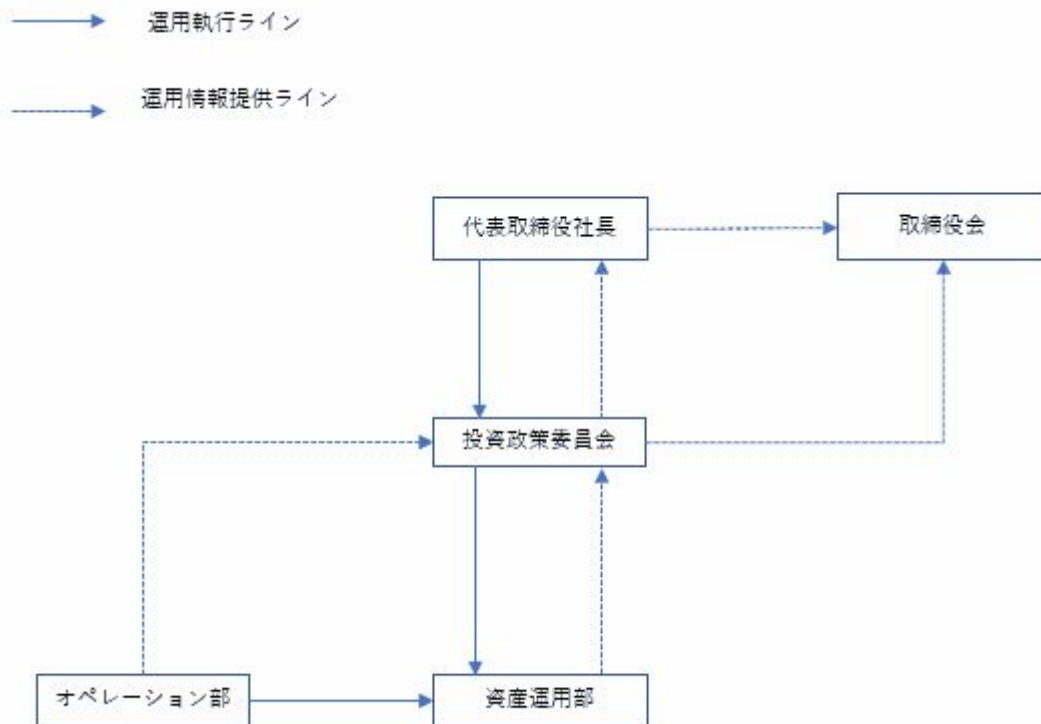 運用執行ライン
運用情報提供ライン
代表取締役社長
取締役会
投資政策委員会
オペレーション部
資産運用部